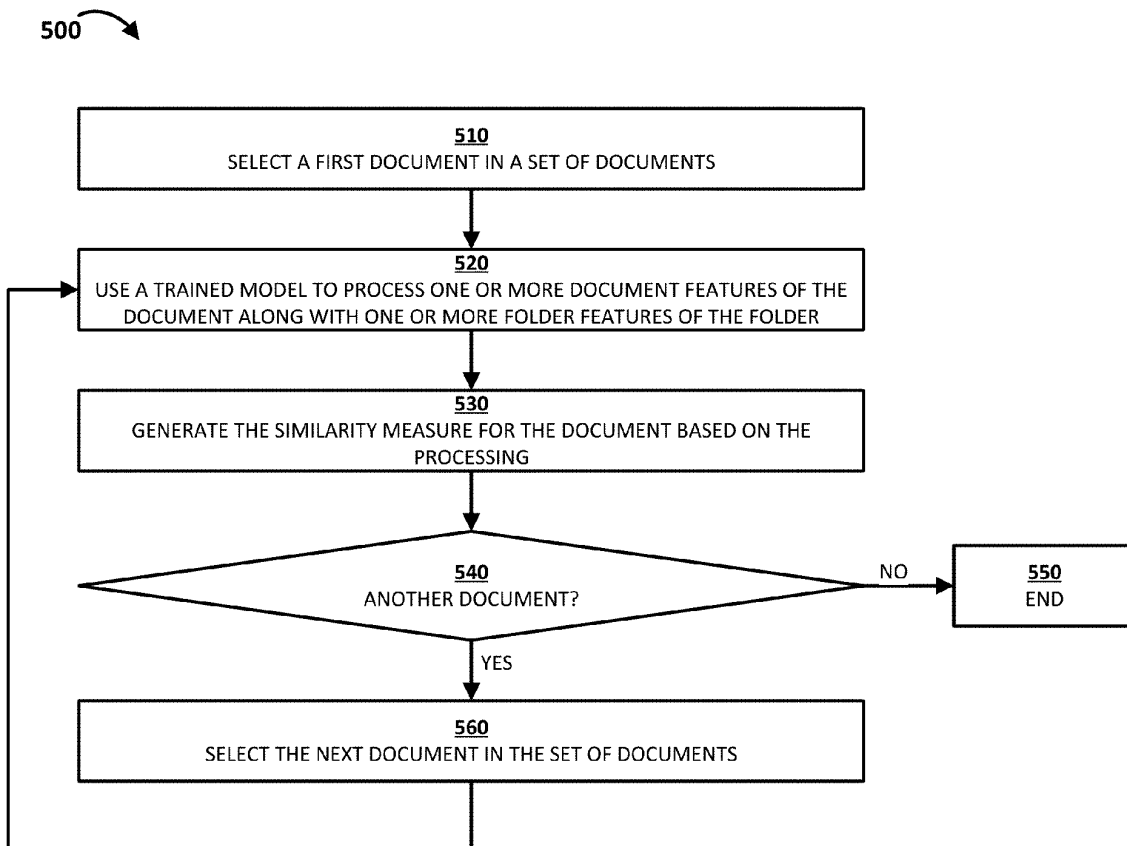 500
510
SELECT A FIRST DOCUMENT IN A SET OF DOCUMENTS
520
USE A TRAINED MODEL TO PROCESS ONE OR MORE DOCUMENT FEATURES OF THE
DOCUMENT ALONG WITH ONE OR MORE FOLDER FEATURES OF THE FOLDER
530
GENERATE THE SIMILARITY MEASURE FOR THE DOCUMENT BASED ON THE
PROCESSING
540
ANOTHER DOCUMENT?
NO
550
END
YES
560
SELECT THE NEXT DOCUMENT IN THE SET OF DOCUMENTS